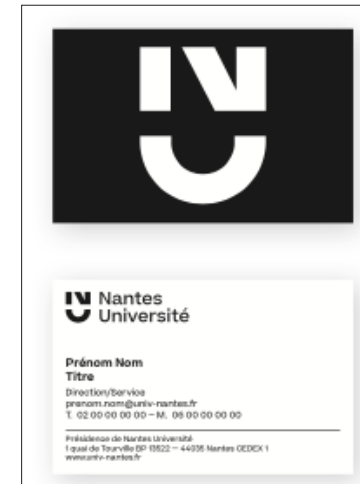 NU
NU Nantes
Université
Prénom Nom
Titre
Direction/Service
prenom.nom@univ-nantes.fr
T. 02 00 00 00 00 – M. 06 00 00 00 00
Présidence de Nantes Université
1 quai de Tourville BP 13522 — 44035 Nantes CEDEX 1
www.univ-nantes.fr